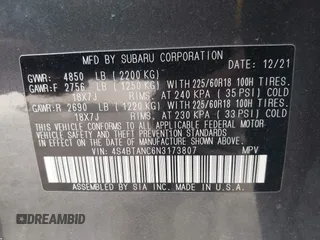 MFD BY SUBARU CORPORATION 12/21
GVWR: 4850 LB (2200 KG)
GAWR:F 2756 LB (1250 KG) WITH 225/60R18 100H TIRES.
18X7J RIMS AT 240 KPA (35 PSI) COLD
GAWR:R 2690 LB (1220 KG) WITH 225/60R18 100H TIRES.
18X7J RIMS AT 230 KPA (33 PSI) COLD
THIS VEHICLE CONFORMS TO ALL APPLICABLE FEDERAL
MOTOR VEHICLE SAFETY, BUMPER, AND THEFT
PREVENTION STANDARDS IN EFFECT ON THE DATE OF
MANUFACTURE SHOWN ABOVE.
VIN: 4S4BTANC6N3173807 MPV
ASSEMBLED BY SIA INC. MADE IN U.S.A.
© DREAMBID
DREAMBID.COM